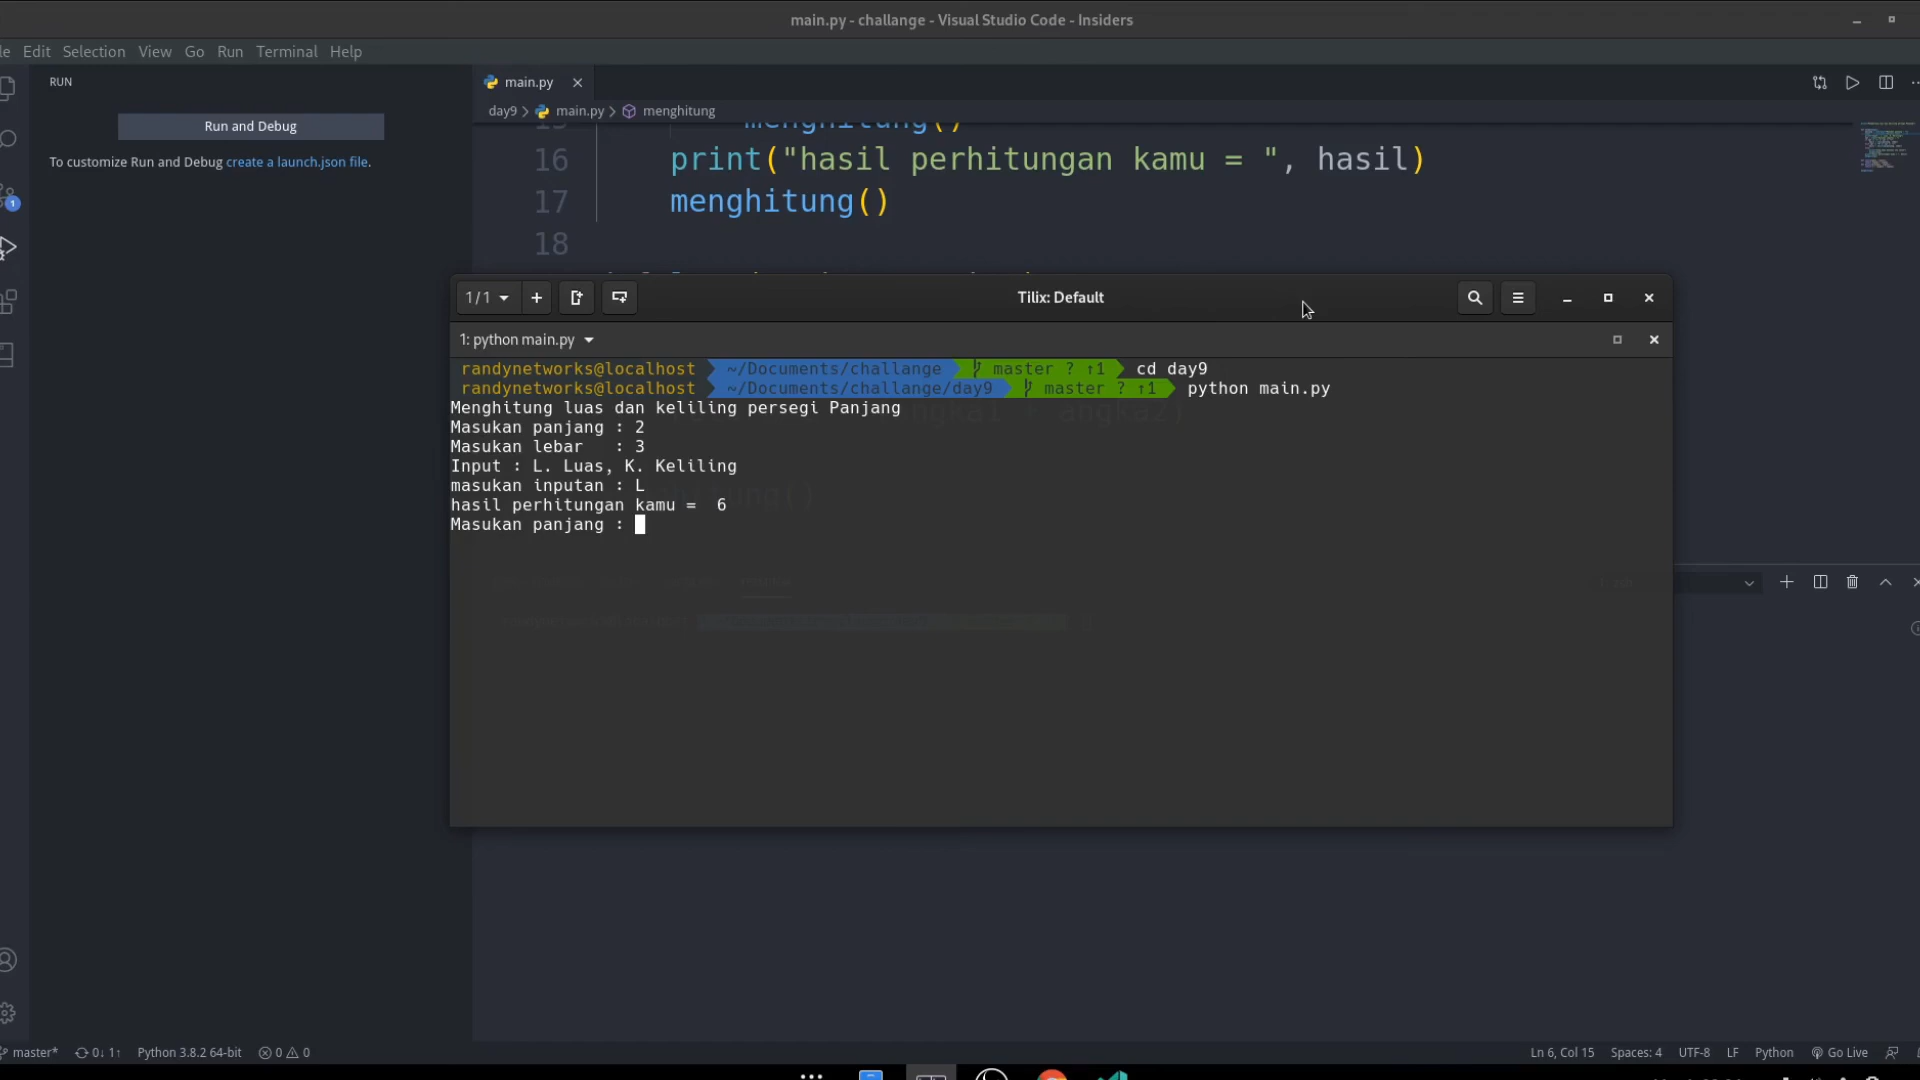 main.py - challange - Visual Studio Code - Insiders
le Edit Selection View Go Run Terminal Help
RUN
main.py
Run and Debug
day9 > main.py > menghitung
To customize Run and Debug create a launch.json file.
15 menghitung()
16 print("hasil perhitungan kamu = ", hasil)
17 menghitung()
18
1
1/1
Tilix: Default
1: python main.py
randynetworks@localhost ~/Documents/challange master ? ↑1 cd day9
randynetworks@localhost ~/Documents/challange/day9 master ? ↑1 python main.py
Menghitung luas dan keliling persegi Panjang
Masukan panjang : 2
Masukan lebar : 3
Input : L. Luas, K. Keliling
masukan inputan : L
hasil perhitungan kamu = 6
Masukan panjang :
master* 0↓ 1↑ Python 3.8.2 64-bit 0 0
Ln 6, Col 15 Spaces: 4 UTF-8 LF Python Go Live